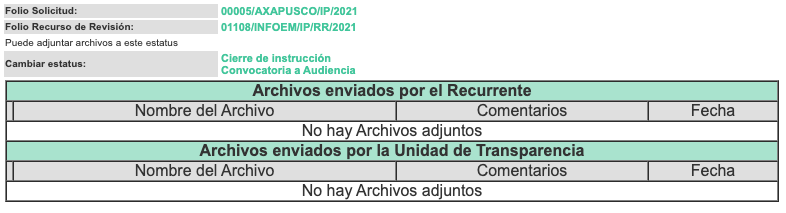 Folio Solicitud: 00005/AXAPUSCO/IP/2021
Folio Recurso de Revisión: 01108/INFOEM/IP/RR/2021
Puede adjuntar archivos a este estatus
Cambiar estatus: Cierre de instrucción
Convocatoria a Audiencia
Archivos enviados por el Recurrente
Nombre del Archivo Comentarios Fecha
No hay Archivos adjuntos
Archivos enviados por la Unidad de Transparencia
Nombre del Archivo Comentarios Fecha
No hay Archivos adjuntos